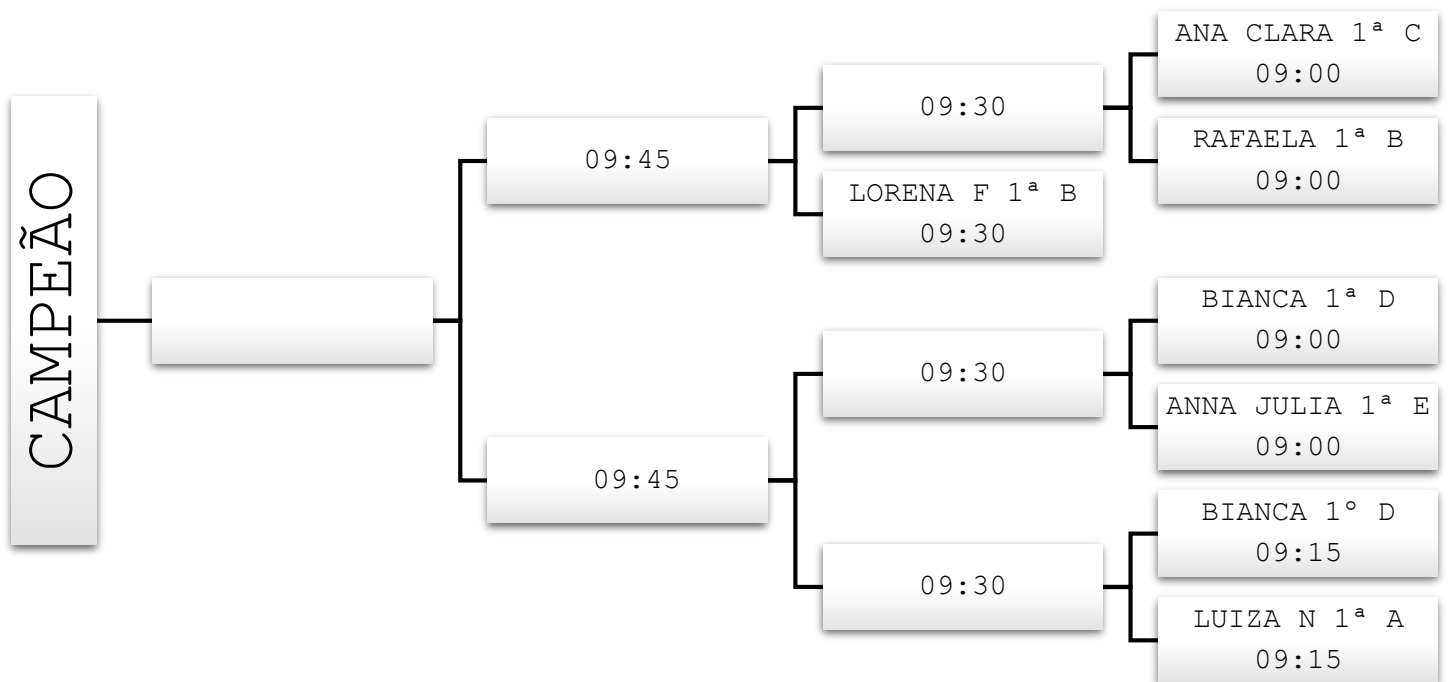 CAMPEÃO
09:45
09:45
09:30
LORENA F 1ª B
09:30
09:30
09:30
ANA CLARA 1ª C
09:00
RAFAELA 1ª B
09:00
BIANCA 1ª D
09:00
ANNA JULIA 1ª E
09:00
BIANCA 1º D
09:15
LUIZA N 1ª A
09:15